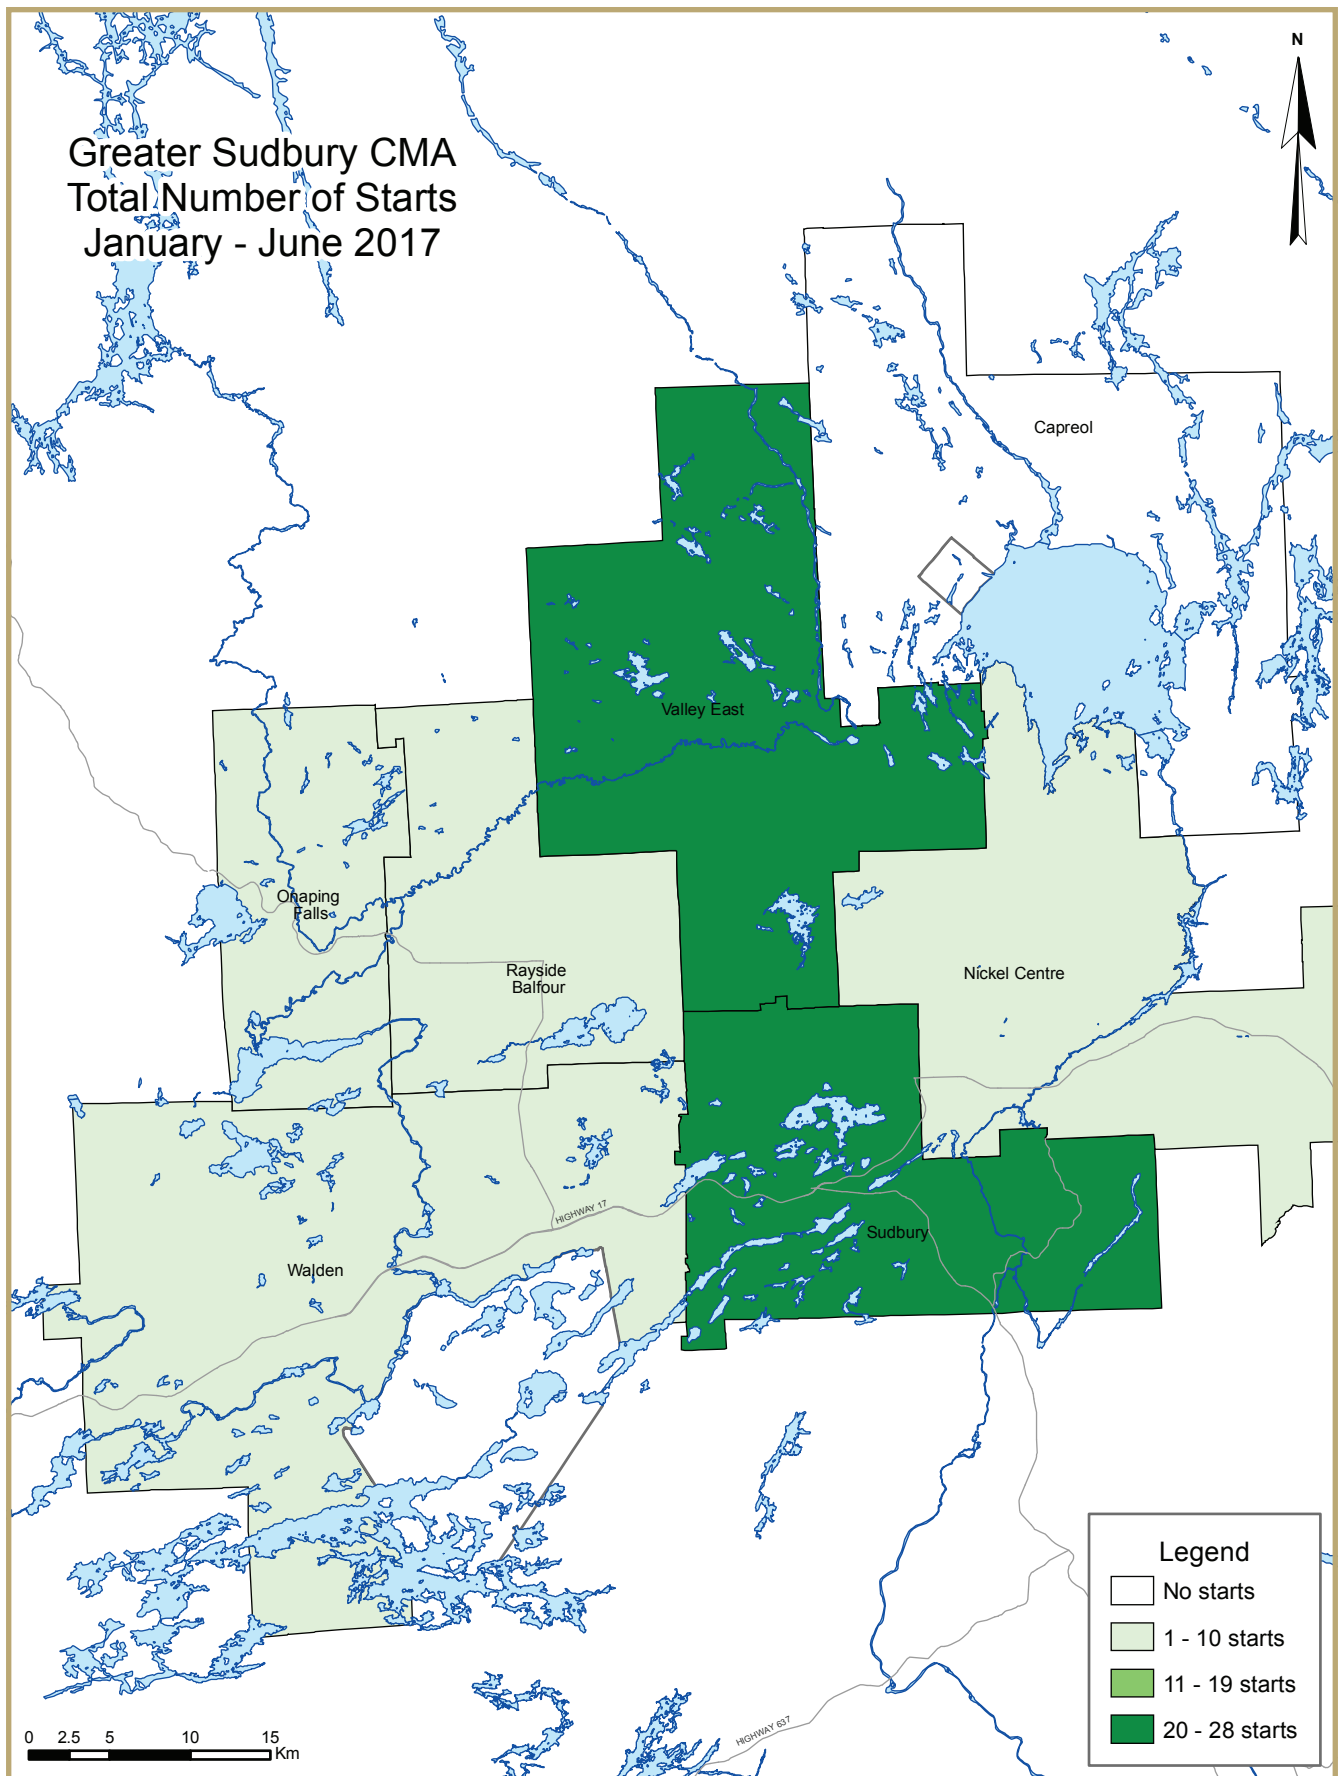 N
Greater Sudbury CMA
Total Number of Starts
January - June 2017
Capreol
Valley East
Onaping
Falls
Rayside
Balfour
Nickel Centre
HIGHWAY 17
Sudbury
Walden
Legend
No starts
1 - 10 starts
11 - 19 starts
20 - 28 starts
HIGHWAY 637
0 2.5 5 10 15
Km